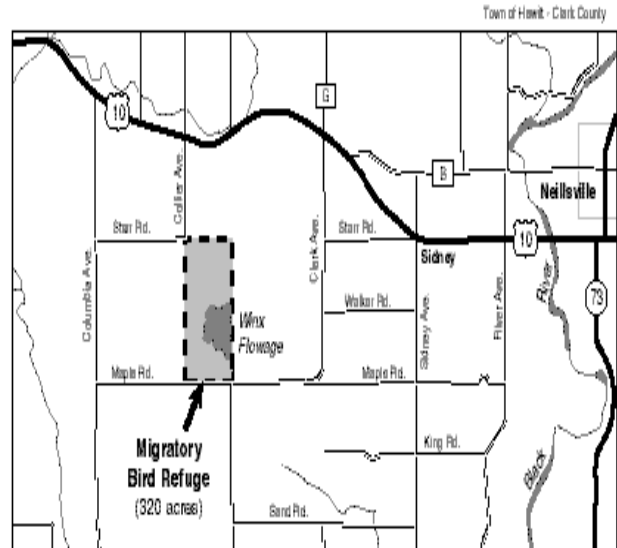 Town of Hewitt - Clark County
10
G
B
Neillsville
Collier Ave.
Starr Rd.
Clark Ave.
Starr Rd.
Sidney
10
Columbia Ave.
Wnx
Flowage
Walker Rd.
Sidney Ave.
River Ave.
River
73
Maple Rd.
Maple Rd.
Migratory
Bird Refuge
(320 acres)
King Rd.
Black
Sand Rd.